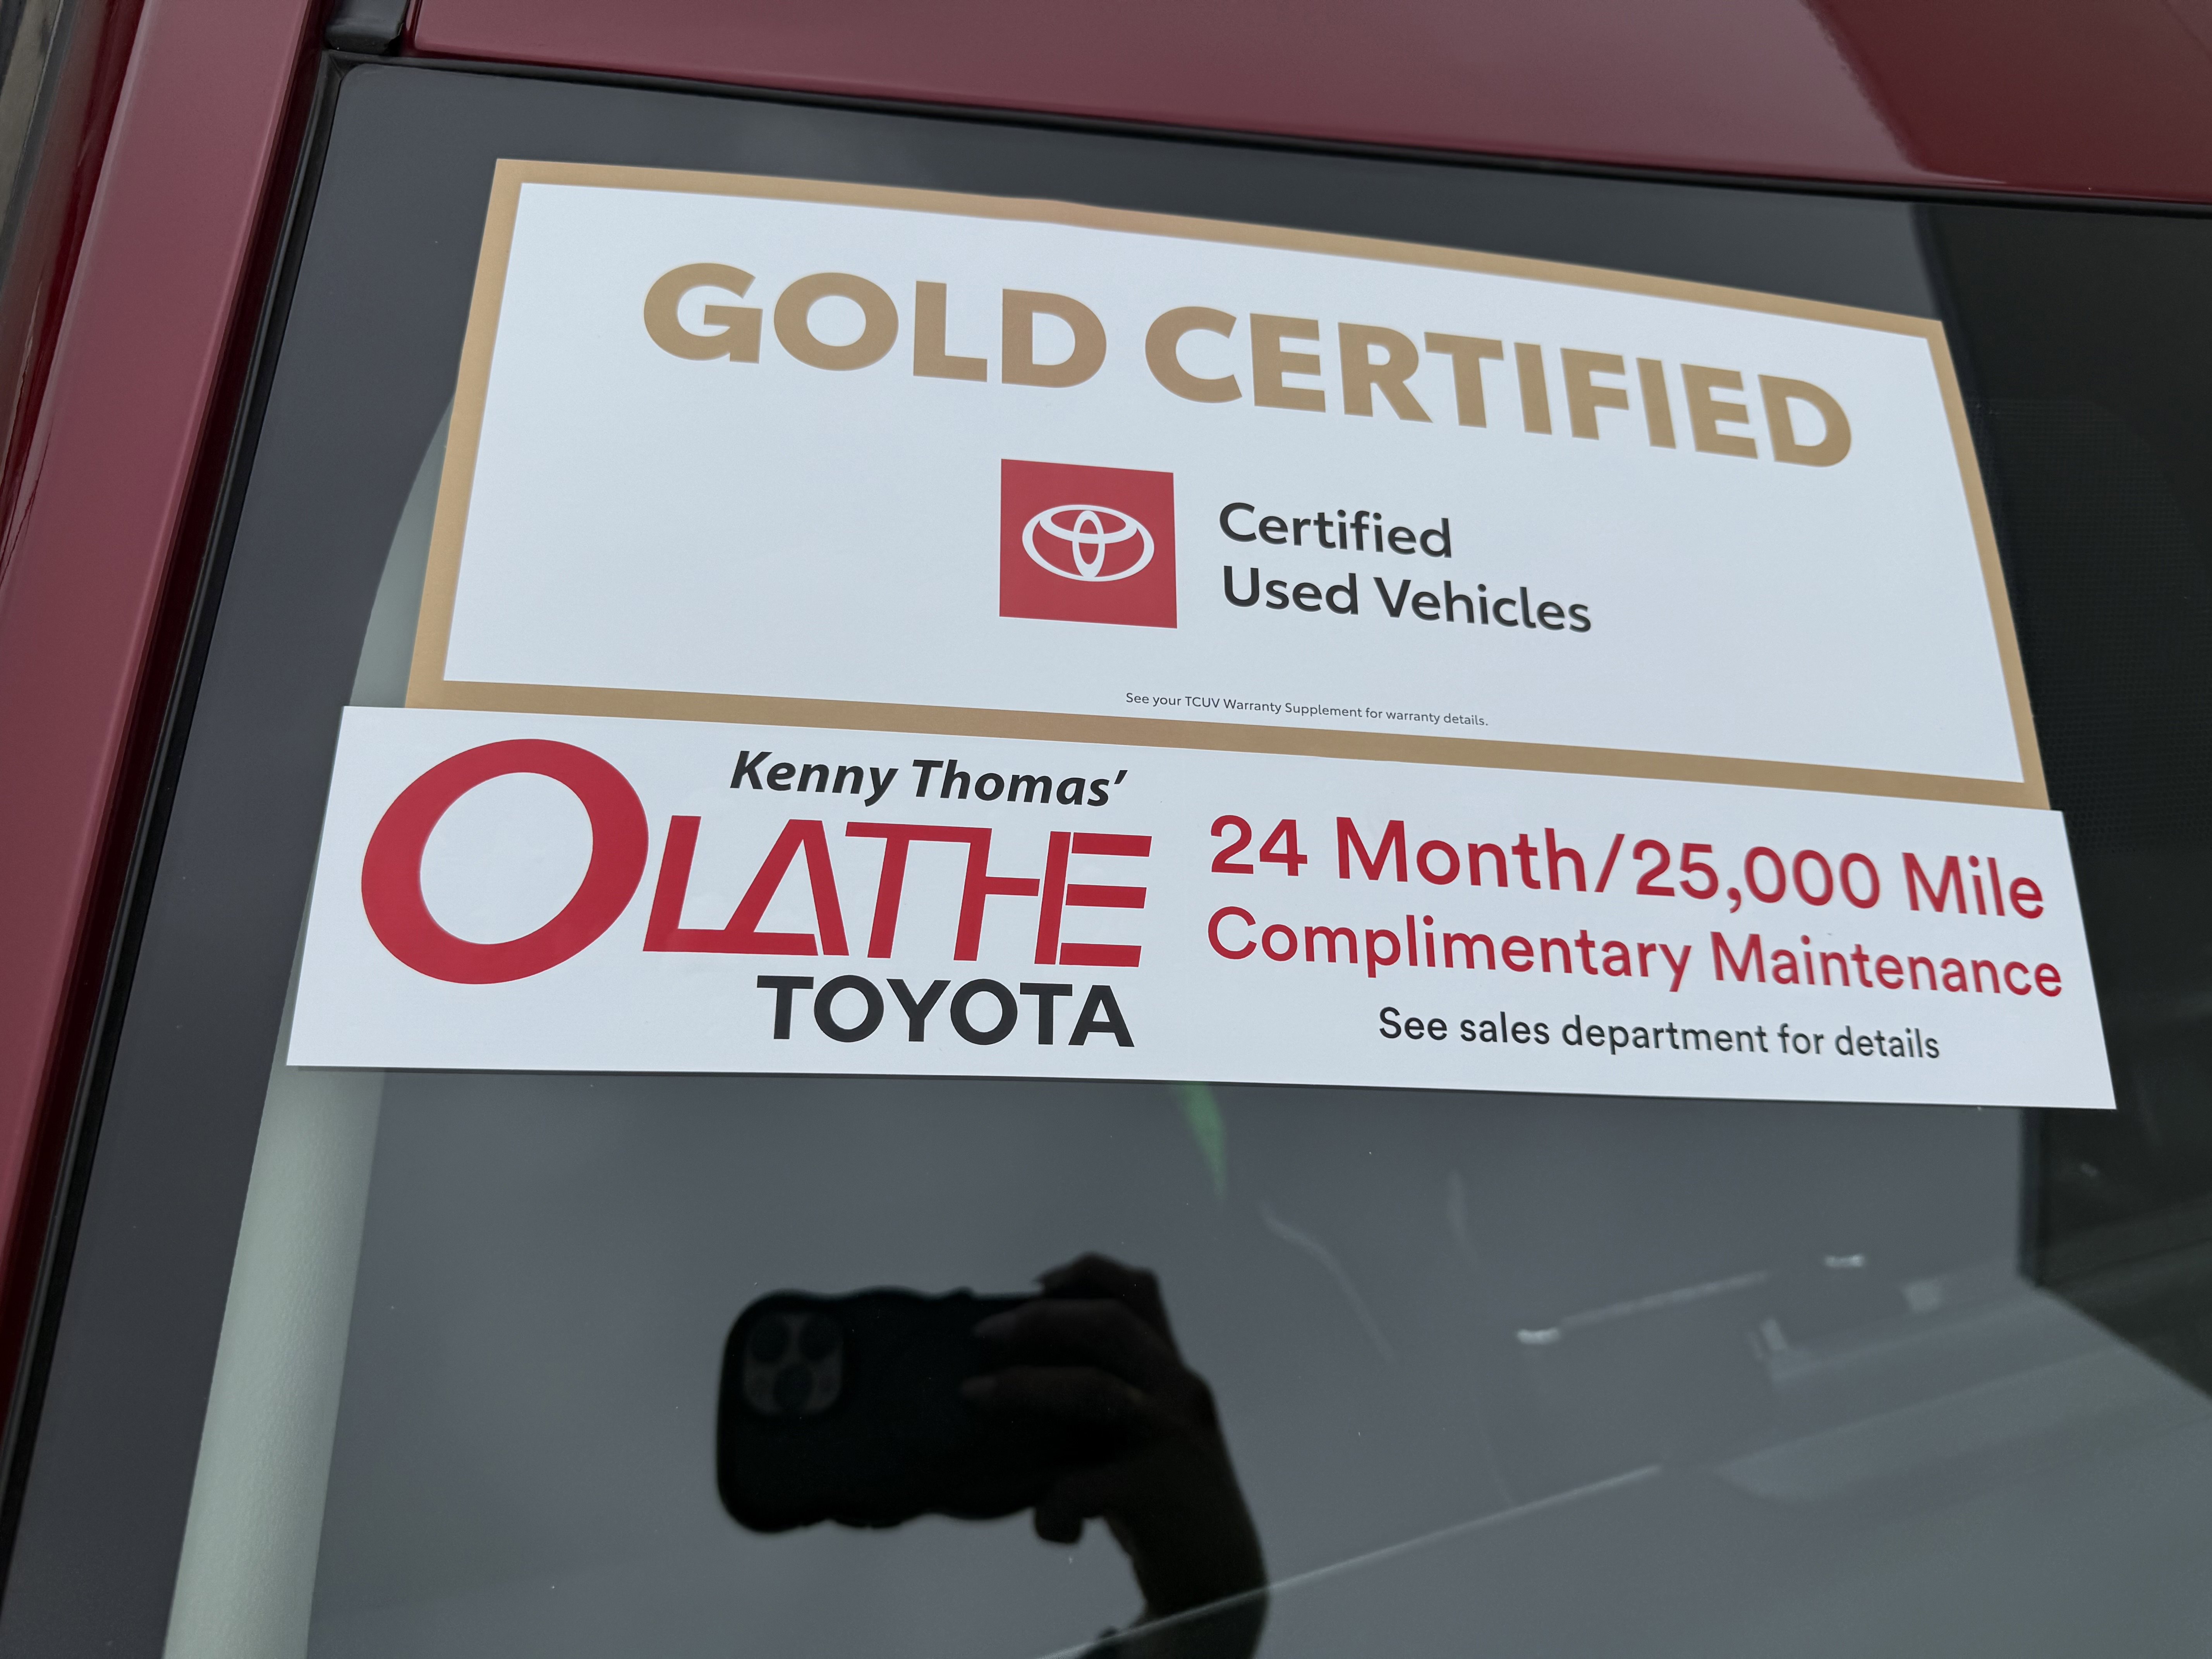 GOLD CERTIFIED
Certified
Used Vehicles
See your TCUV Warranty Supplement for warranty details.
Kenny Thomas’
OLATHE
TOYOTA
24 Month/25,000 Mile
Complimentary Maintenance
See sales department for details